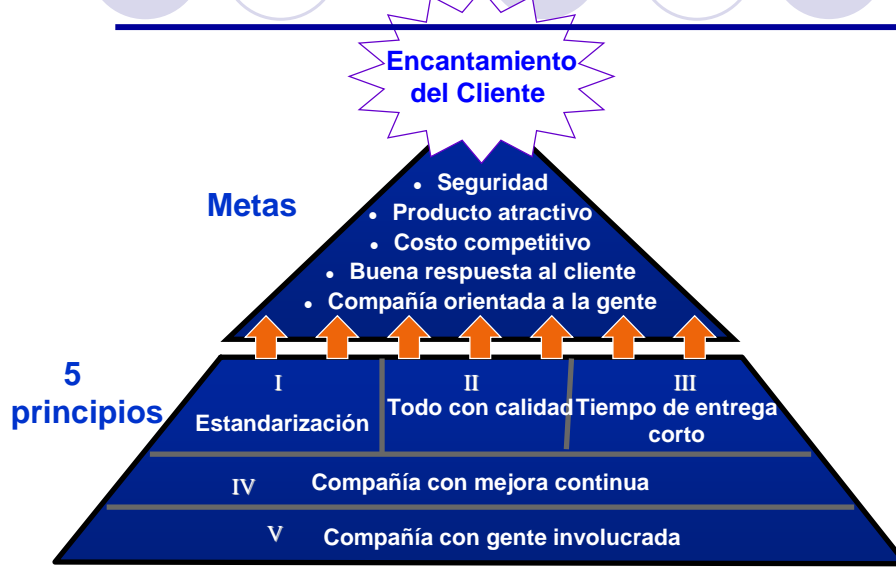 Encantamiento
del Cliente
Metas
• Seguridad
• Producto atractivo
• Costo competitivo
• Buena respuesta al cliente
• Compañía orientada a la gente
5
principios
I
Estandarización
II
Todo con calidad
III
Tiempo de entrega
corto
IV Compañía con mejora continua
V Compañía con gente involucrada